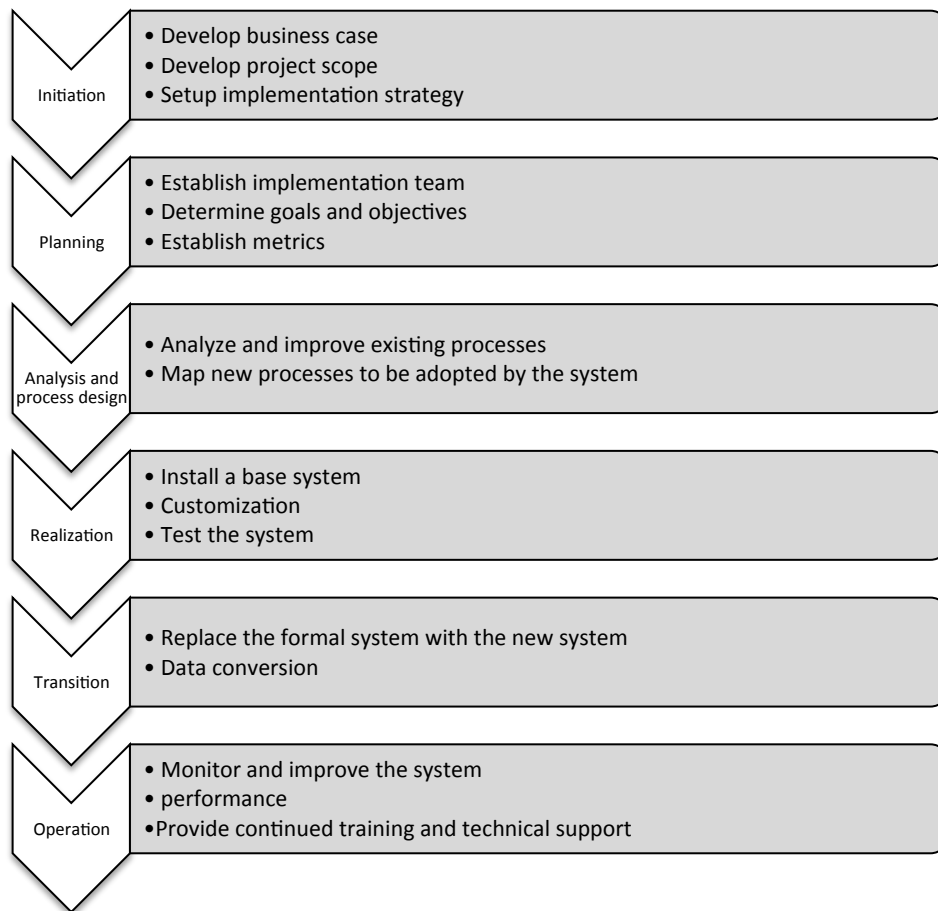 Initiation
• Develop business case
• Develop project scope
• Setup implementation strategy
Planning
• Establish implementation team
• Determine goals and objectives
• Establish metrics
Analysis and
process design
• Analyze and improve existing processes
• Map new processes to be adopted by the system
Realization
• Install a base system
• Customization
• Test the system
Transition
• Replace the formal system with the new system
• Data conversion
Operation
• Monitor and improve the system
• performance
•Provide continued training and technical support